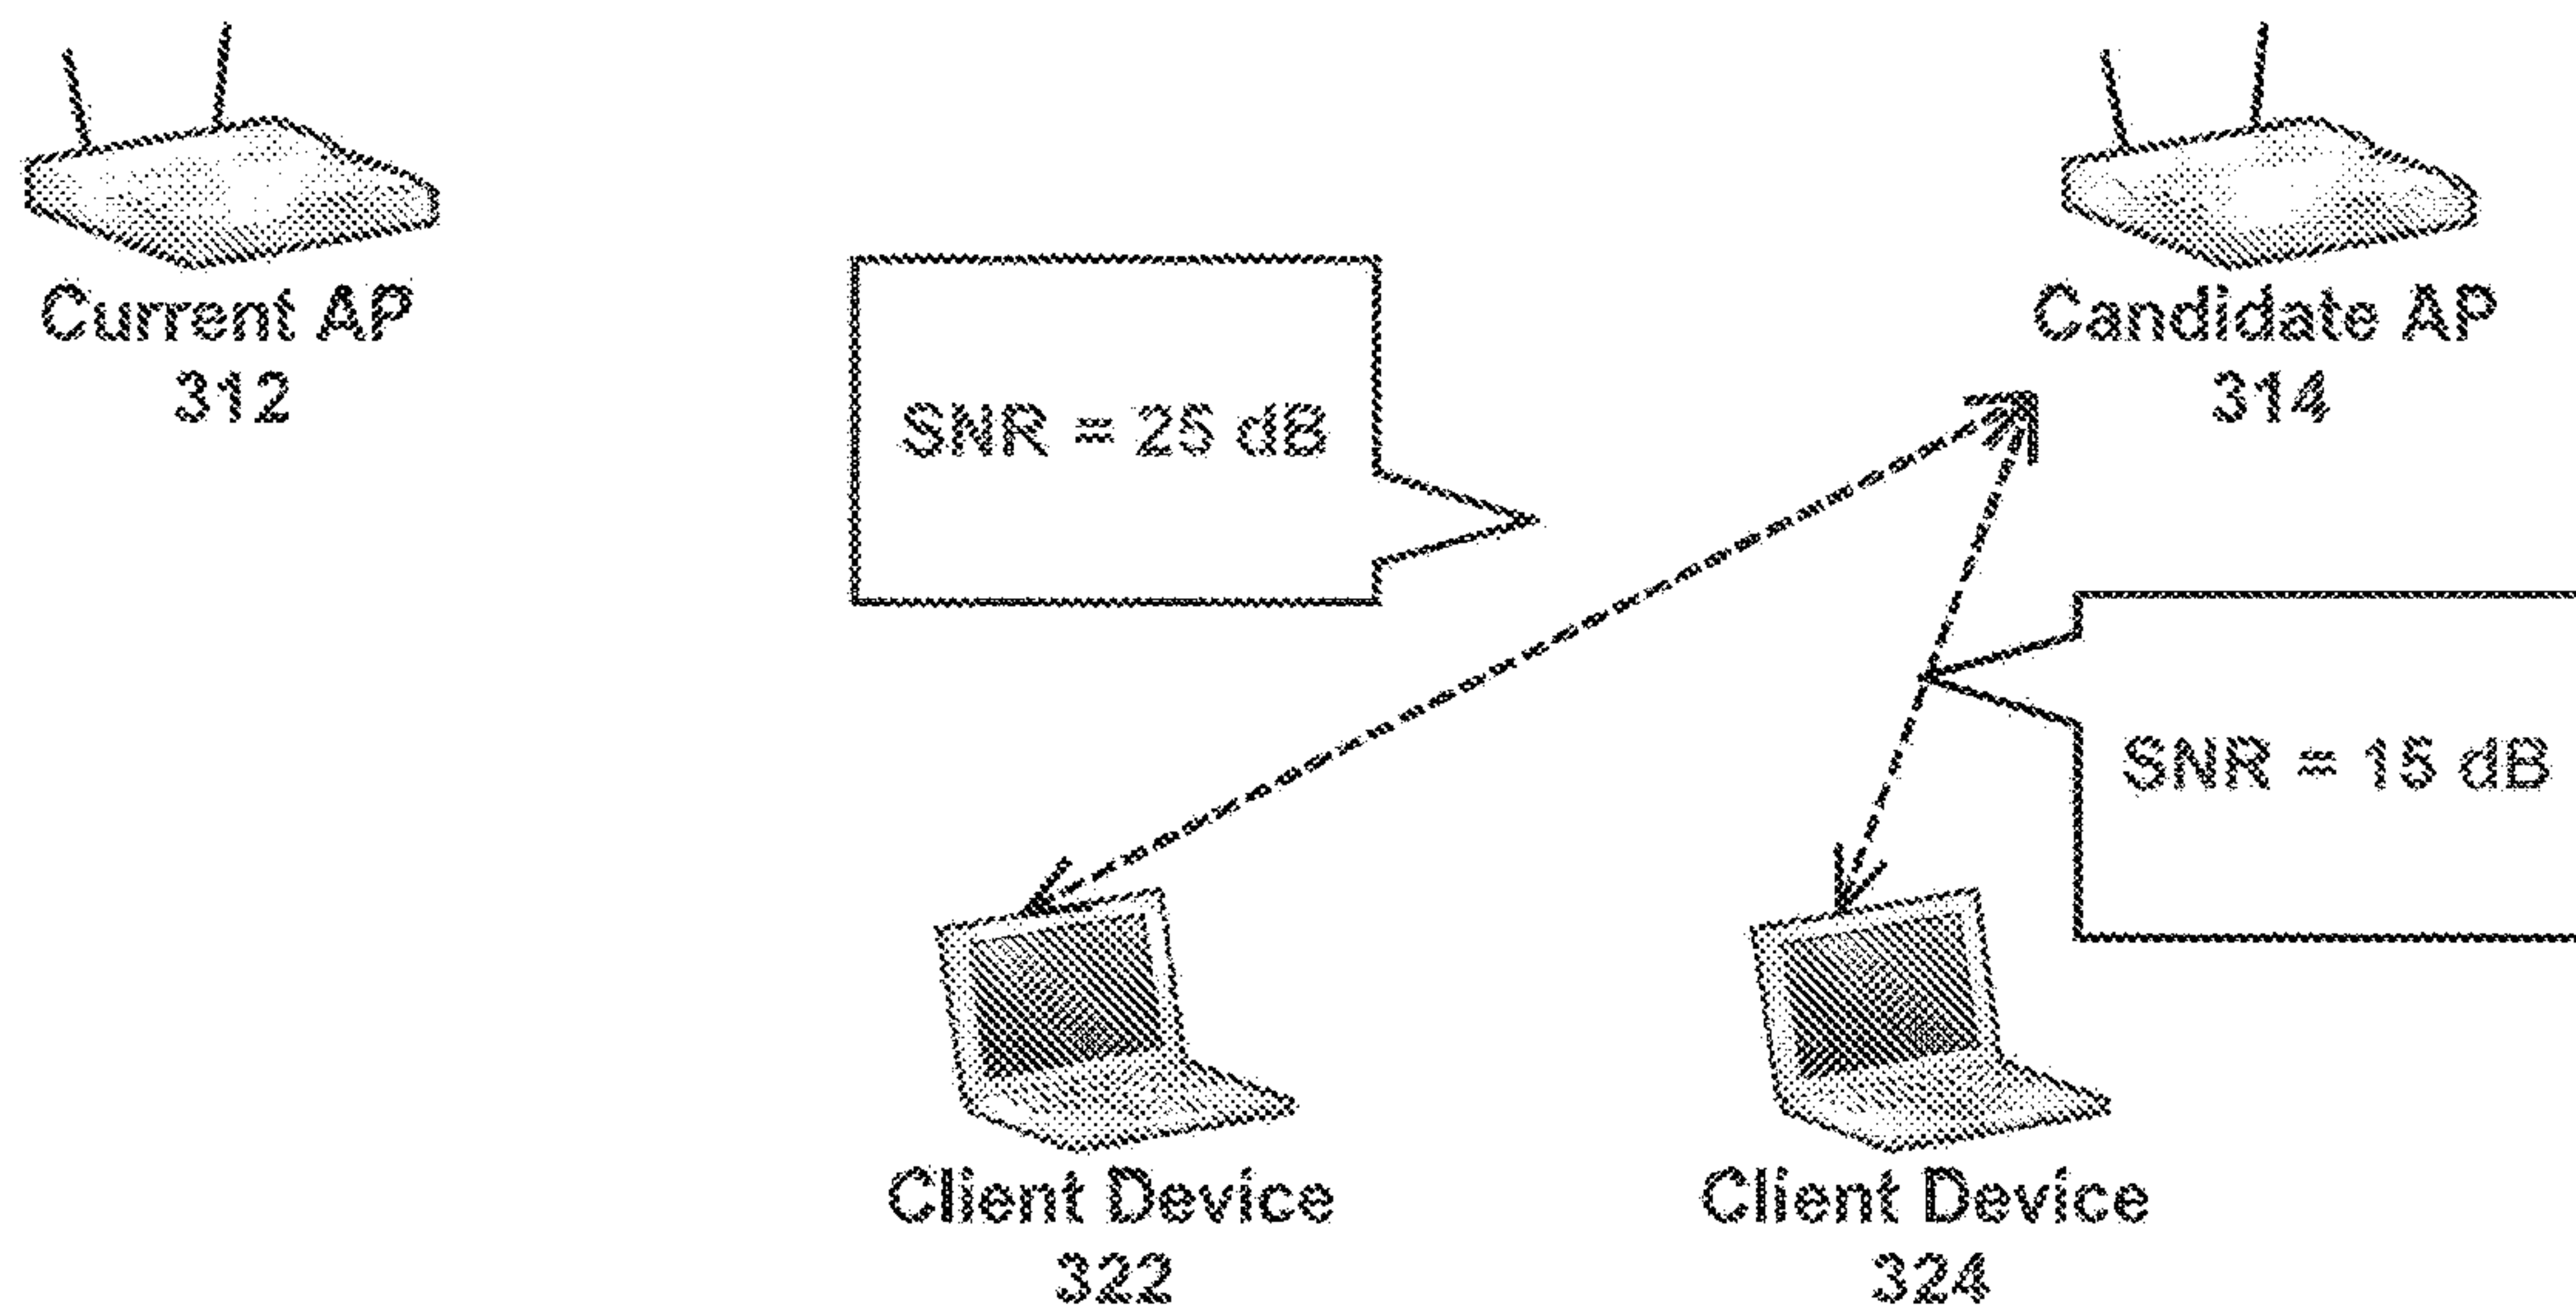 Current AP
312
Candidate AP
314
SNR = 25 dB
SNR = 15 dB
Client Device
322
Client Device
324